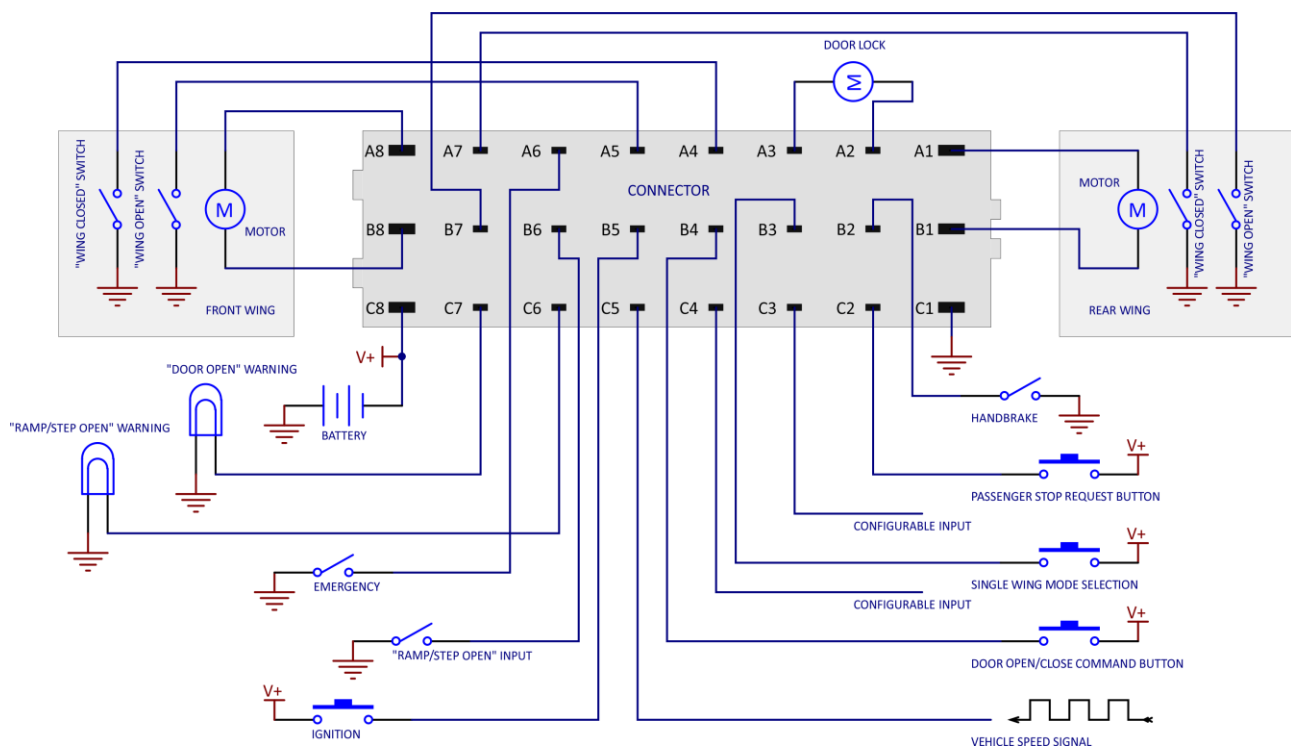 DOOR LOCK
M
A8
A7
A6
A5
A4
A3
A2
A1
CONNECTOR
"WING CLOSED" SWITCH
"WING OPEN" SWITCH
M
MOTOR
FRONT WING
MOTOR
M
"WING CLOSED" SWITCH
"WING OPEN" SWITCH
REAR WING
B8
B7
B6
B5
B4
B3
B2
B1
C8
C7
C6
C5
C4
C3
C2
C1
V+
"DOOR OPEN" WARNING
BATTERY
"RAMP/STEP OPEN" WARNING
HANDBRAKE
V+
PASSENGER STOP REQUEST BUTTON
CONFIGURABLE INPUT
V+
EMERGENCY
SINGLE WING MODE SELECTION
CONFIGURABLE INPUT
V+
"RAMP/STEP OPEN" INPUT
DOOR OPEN/CLOSE COMMAND BUTTON
V+
IGNITION
VEHICLE SPEED SIGNAL